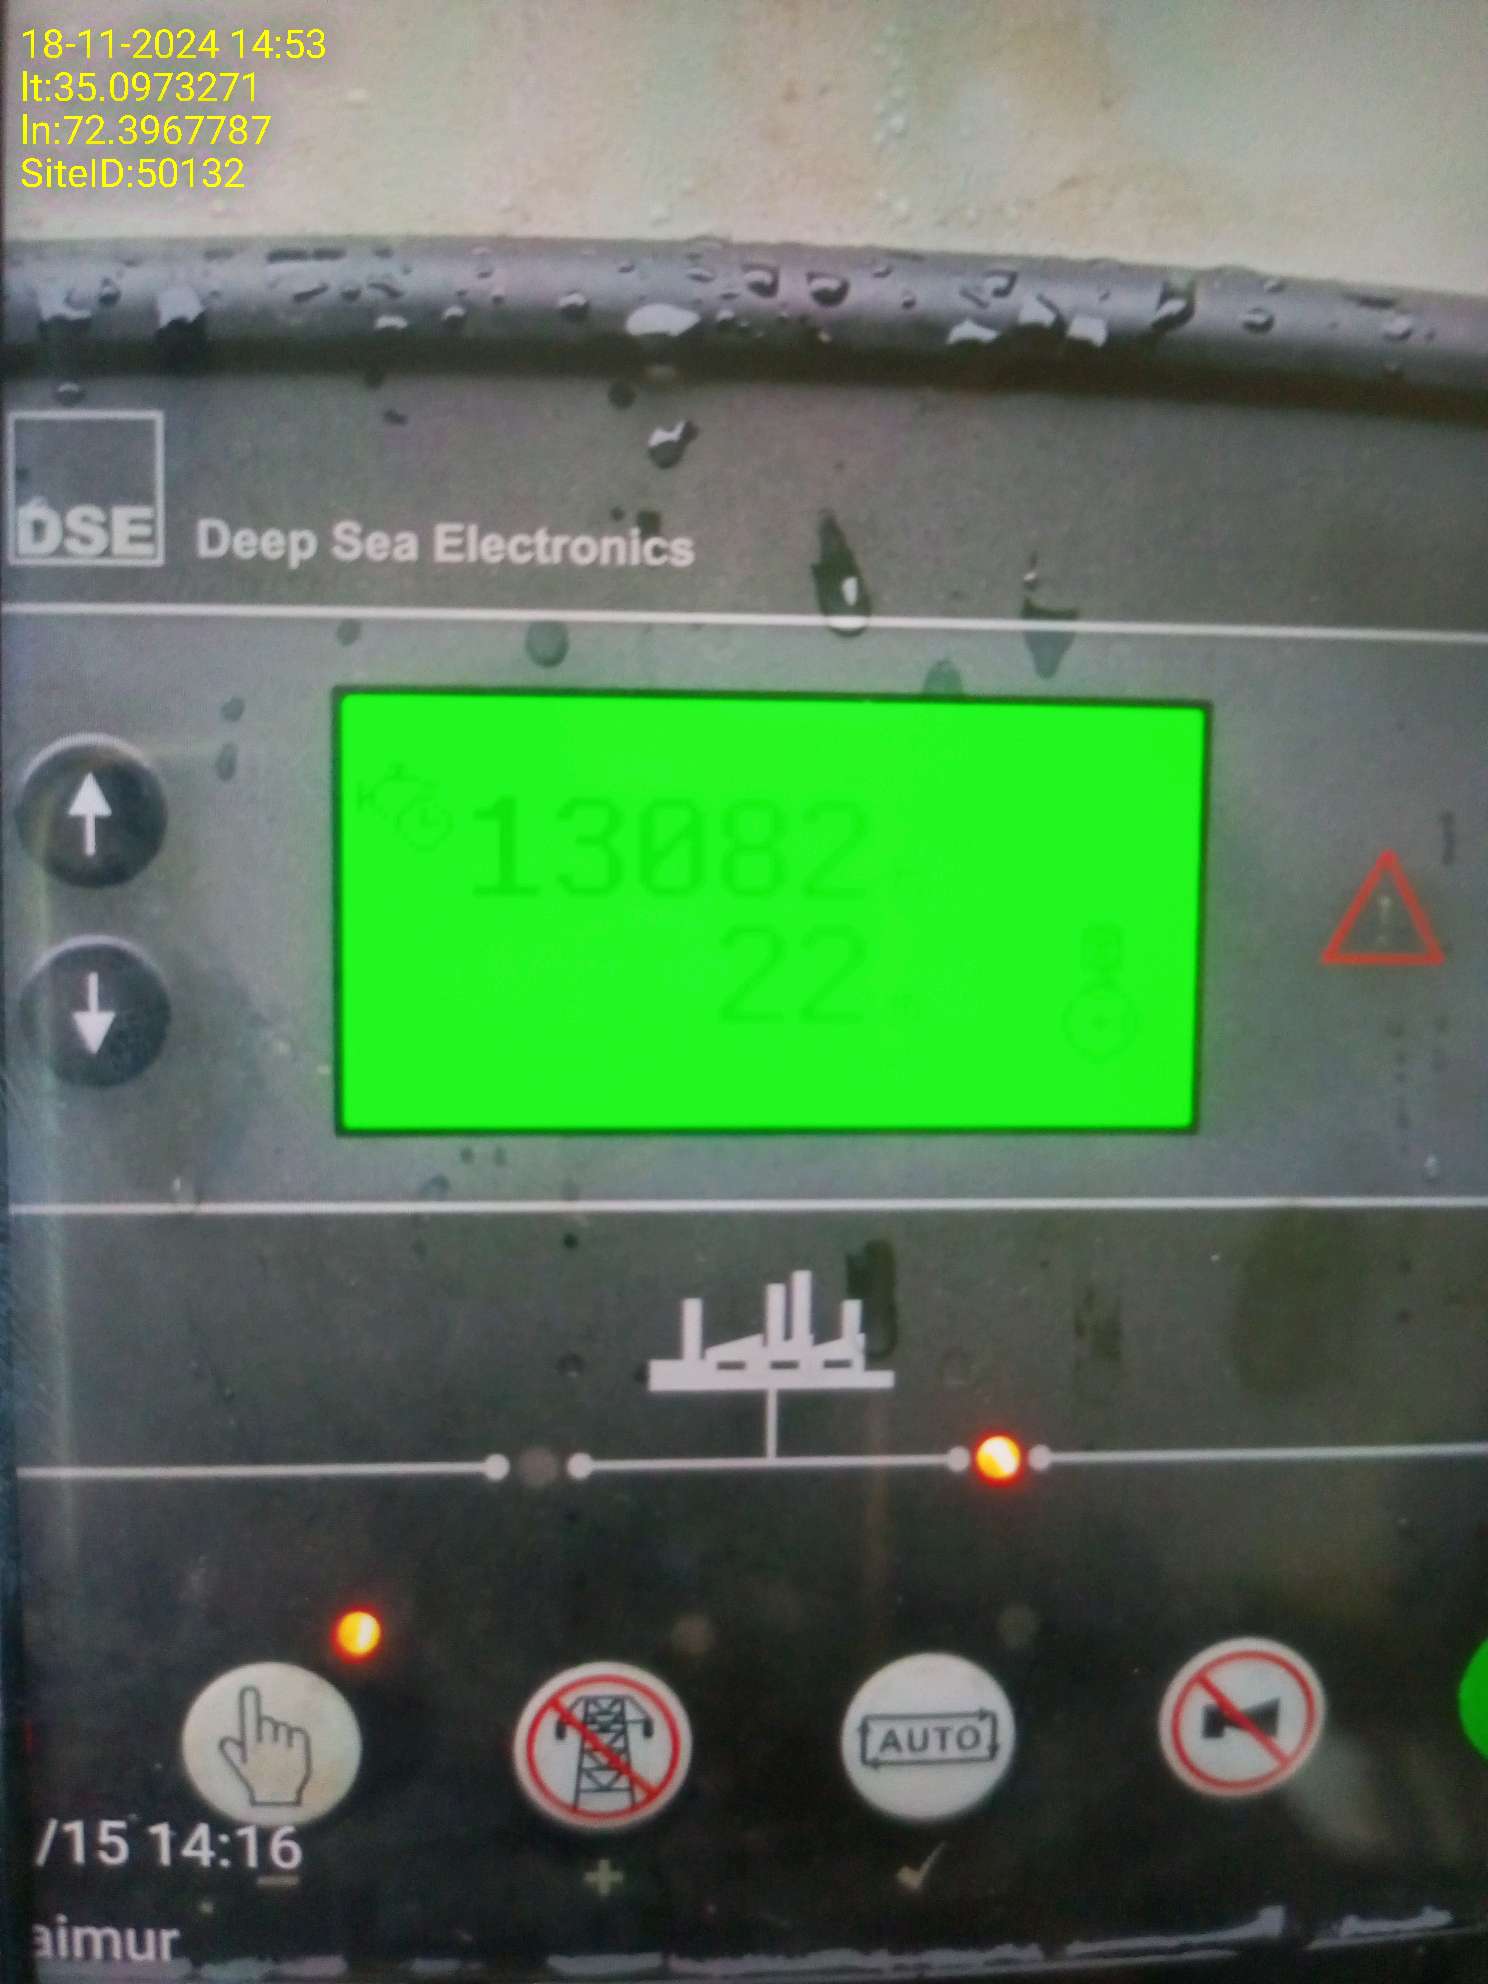 18-11-2024 14:53
lt:35.0973271
ln:72.3967787
SiteID:50132
DSE Deep Sea Electronics
13082
22
AUTO
/15 14:16
aimur